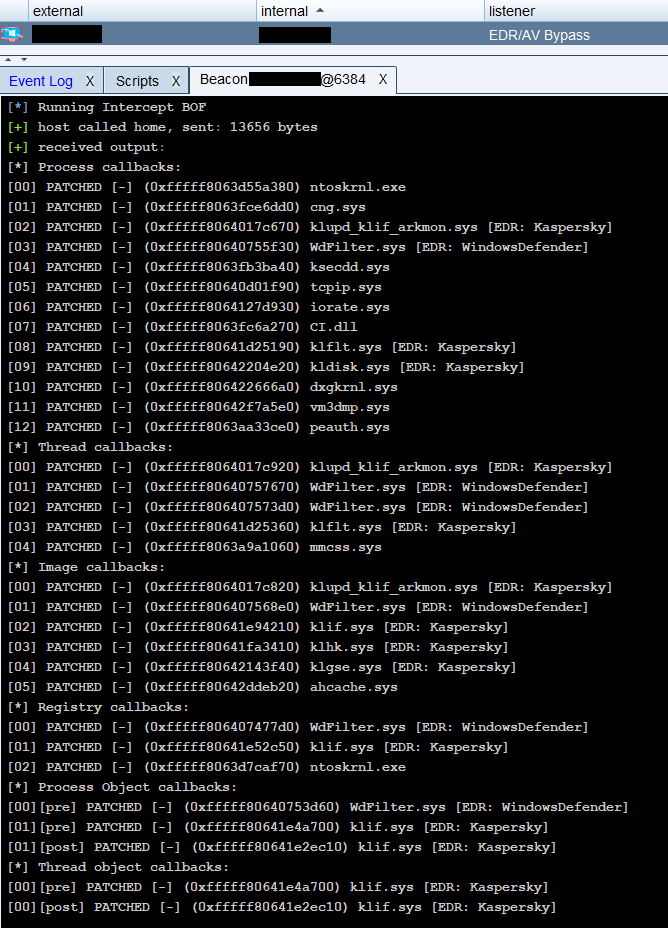 external internal listener
EDR/AV Bypass
Event Log X Scripts X Beacon @6384 X
[*] Running Intercept BOF
[+] host called home, sent: 13656 bytes
[+] received output:
[*] Process callbacks:
[00] PATCHED [-] (0xfffff8063d55a380) ntoskrnl.exe
[01] PATCHED [-] (0xfffff8063fce6dd0) cng.sys
[02] PATCHED [-] (0xfffff8064017c670) klupd_klif_arkmon.sys [EDR: Kaspersky]
[03] PATCHED [-] (0xfffff80640755f30) WdFilter.sys [EDR: WindowsDefender]
[04] PATCHED [-] (0xfffff8063fb3ba40) ksecdd.sys
[05] PATCHED [-] (0xfffff80640d01f90) tcpip.sys
[06] PATCHED [-] (0xfffff8064127d930) iorate.sys
[07] PATCHED [-] (0xfffff8063fc6a270) CI.dll
[08] PATCHED [-] (0xfffff80641d25190) klflt.sys [EDR: Kaspersky]
[09] PATCHED [-] (0xfffff80642204e20) kldisk.sys [EDR: Kaspersky]
[10] PATCHED [-] (0xfffff806422666a0) dxgkrnl.sys
[11] PATCHED [-] (0xfffff80642f7a5e0) vm3dmp.sys
[12] PATCHED [-] (0xfffff8063aa33ce0) peauth.sys
[*] Thread callbacks:
[00] PATCHED [-] (0xfffff8064017c920) klupd_klif_arkmon.sys [EDR: Kaspersky]
[01] PATCHED [-] (0xfffff80640757670) WdFilter.sys [EDR: WindowsDefender]
[02] PATCHED [-] (0xfffff806407573d0) WdFilter.sys [EDR: WindowsDefender]
[03] PATCHED [-] (0xfffff80641d25360) klflt.sys [EDR: Kaspersky]
[04] PATCHED [-] (0xfffff8063a9a1060) mmcss.sys
[*] Image callbacks:
[00] PATCHED [-] (0xfffff8064017c820) klupd_klif_arkmon.sys [EDR: Kaspersky]
[01] PATCHED [-] (0xfffff806407568e0) WdFilter.sys [EDR: WindowsDefender]
[02] PATCHED [-] (0xfffff80641e94210) klif.sys [EDR: Kaspersky]
[03] PATCHED [-] (0xfffff80641fa3410) klhk.sys [EDR: Kaspersky]
[04] PATCHED [-] (0xfffff80642143f40) klgse.sys [EDR: Kaspersky]
[05] PATCHED [-] (0xfffff80642ddeb20) ahcache.sys
[*] Registry callbacks:
[00] PATCHED [-] (0xfffff806407477d0) WdFilter.sys [EDR: WindowsDefender]
[01] PATCHED [-] (0xfffff80641e52c50) klif.sys [EDR: Kaspersky]
[02] PATCHED [-] (0xfffff8063d7caf70) ntoskrnl.exe
[*] Process Object callbacks:
[00][pre] PATCHED [-] (0xfffff80640753d60) WdFilter.sys [EDR: WindowsDefender]
[01][pre] PATCHED [-] (0xfffff80641e4a700) klif.sys [EDR: Kaspersky]
[01][post] PATCHED [-] (0xfffff80641e2ec10) klif.sys [EDR: Kaspersky]
[*] Thread object callbacks:
[00][pre] PATCHED [-] (0xfffff80641e4a700) klif.sys [EDR: Kaspersky]
[00][post] PATCHED [-] (0xfffff80641e2ec10) klif.sys [EDR: Kaspersky]